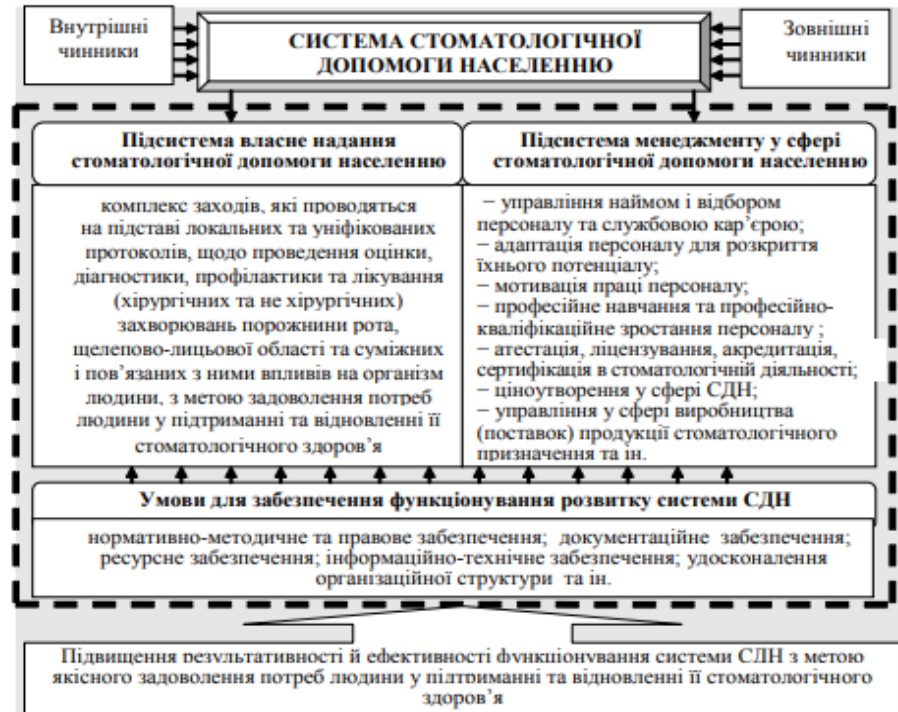 Внутрішні
чинники
СИСТЕМА СТОМАТОЛОГІЧНОЇ
ДОПОМОГИ НАСЕЛЕННЮ
Зовнішні
чинники
Підсистема власне надання
стоматологічної допомоги населенню
комплекс заходів, які проводяться
на підставі локальних та уніфікованих
протоколів, щодо проведення оцінки,
діагностики, профілактики та лікування
(хірургічних та не хірургічних)
захворювань порожнини рота,
щелепово-лицьової області та суміжних
і пов’язаних з ними впливів на організм
людини, з метою задоволення потреб
людини у підтриманні та відновленні її
стоматологічного здоров’я
Підсистема менеджменту у сфері
стоматологічної допомоги населенню
− управління наймом і відбором
персоналу та службовою кар’єрою;
− адаптація персоналу для розкриття
їхнього потенціалу;
− мотивація праці персоналу;
− професійне навчання та професійно-
кваліфікаційне зростання персоналу ;
− атестація, ліцензування, акредитація,
сертифікація в стоматологічній діяльності;
− ціноутворення у сфері СДН;
− управління у сфері виробництва
(поставок) продукції стоматологічного
призначення та ін.
Умови для забезпечення функціонування розвитку системи СДН
нормативно-методичне та правове забезпечення; документаційне забезпечення;
ресурсне забезпечення; інформаційно-технічне забезпечення; удосконалення
організаційної структури та ін.
Підвищення результативності й ефективності функціонування системи СДН з метою
якісного задоволення потреб людини у підтриманні та відновленні її стоматологічного
здоров’я